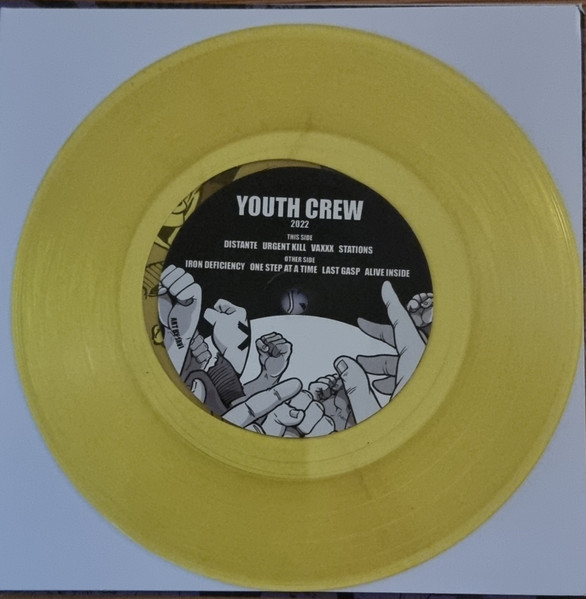 YOUTH CREW
2022
THIS SIDE
DISTANTE URGENT KILL VAXXX STATIONS
OTHER SIDE
IRON DEFICIENCY ONE STEP AT A TIME LAST GASP ALIVE INSIDE